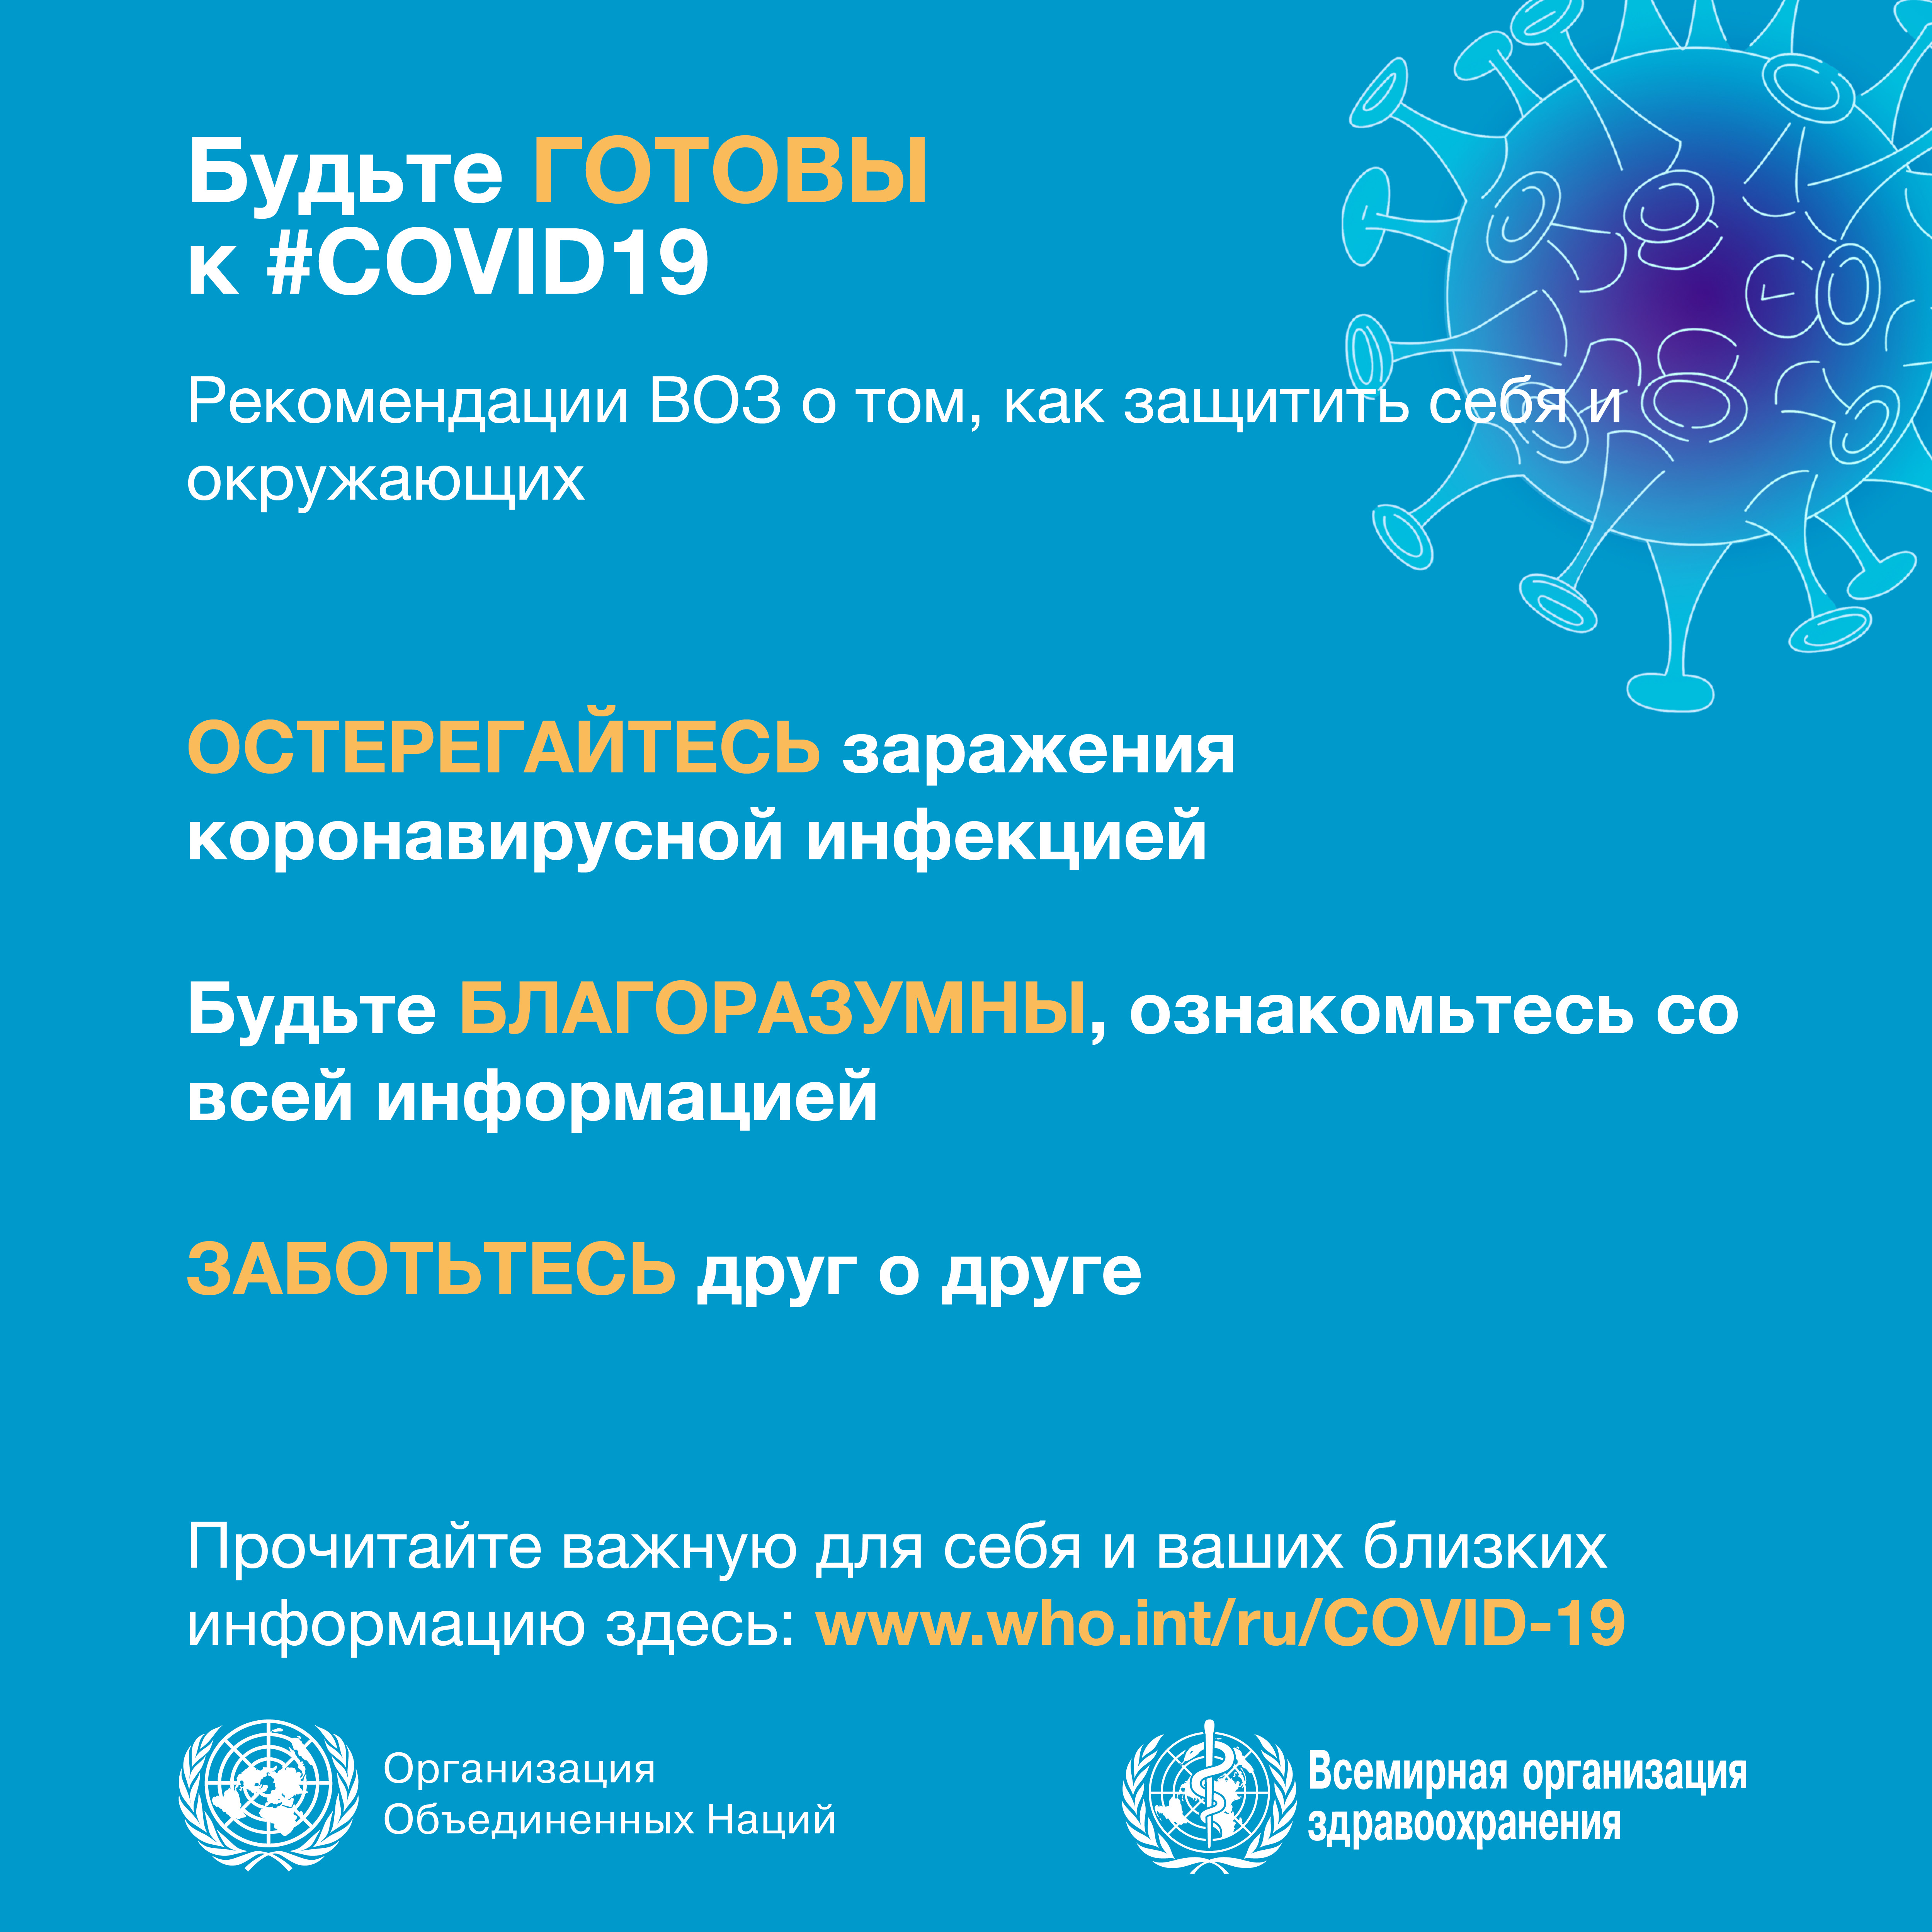 Будьте ГОТОВЫ
к #COVID19
Рекомендации ВОЗ о том, как защитить себя и
окружающих
ОСТЕРЕГАЙТЕСЬ заражения
коронавирусной инфекцией
Будьте БЛАГОРАЗУМНЫ, ознакомьтесь со
всей информацией
ЗАБОТЬТЕСЬ друг о друге
Прочитайте важную для себя и ваших близких
информацию здесь: www.who.int/ru/COVID-19
Организация
Объединенных Наций
Всемирная организация
здравоохранения